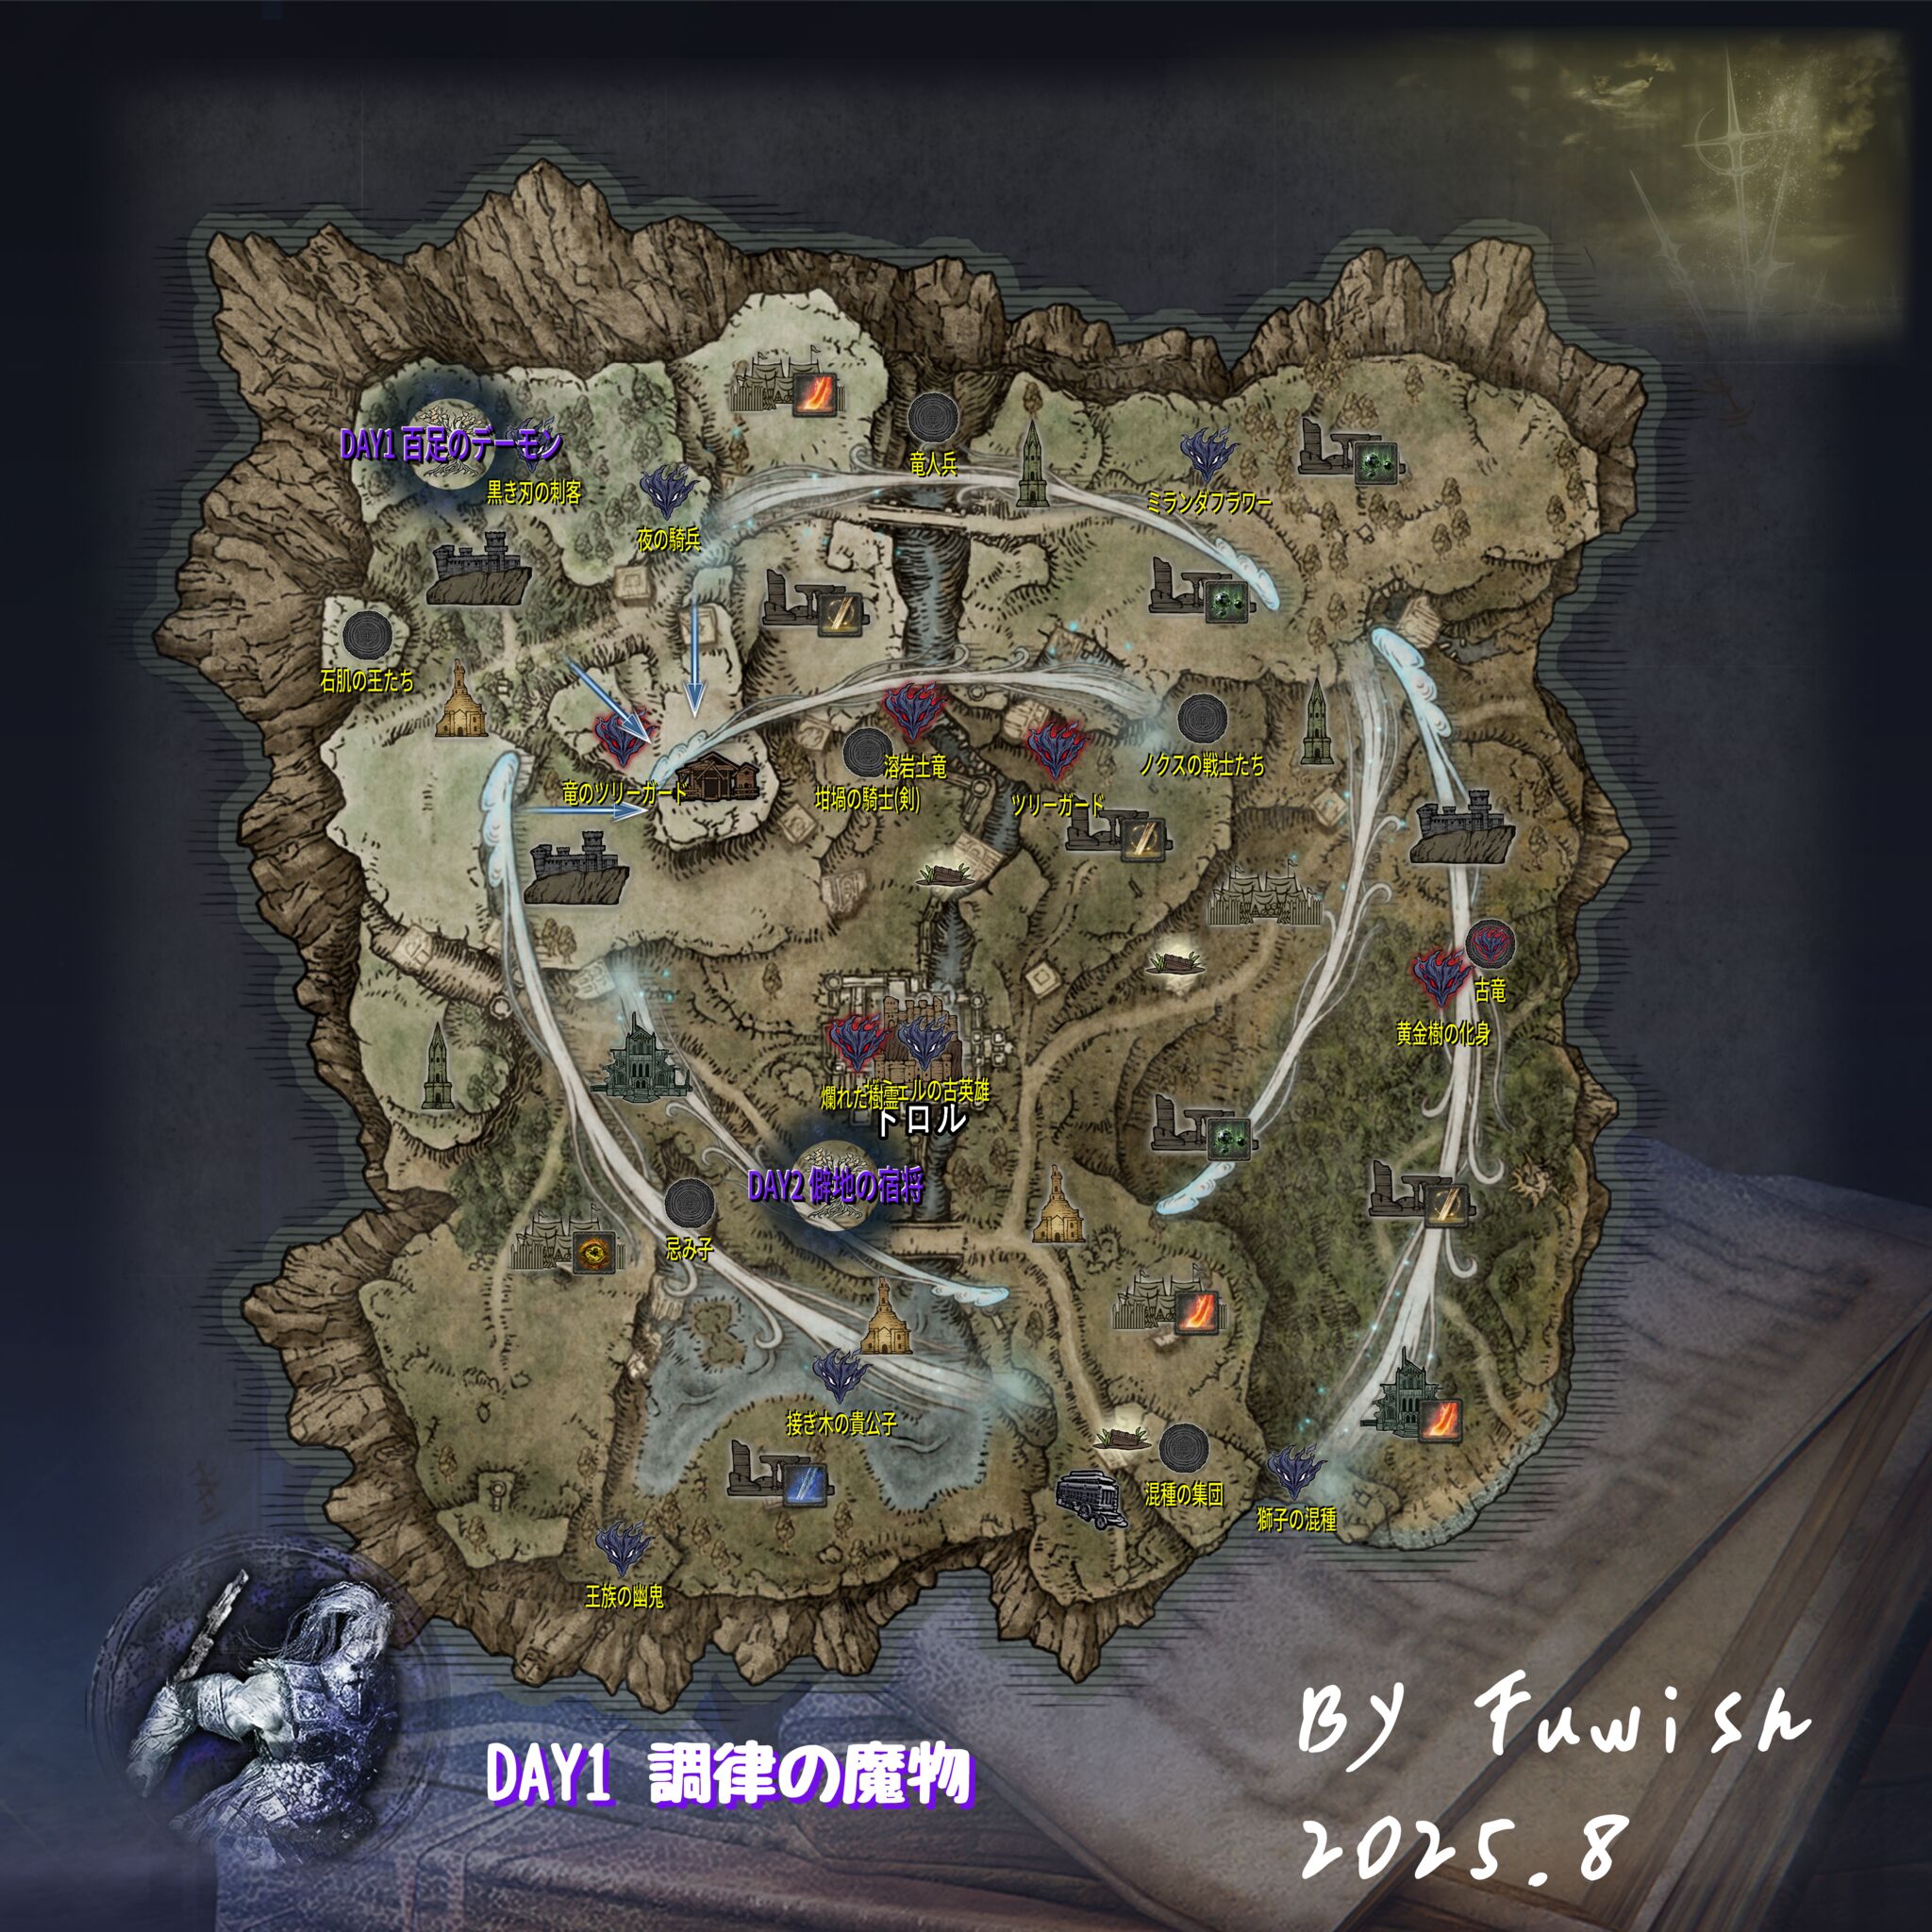 DAY1 百足のデーモン
竜人兵
黒き刃の刺客
ミランダフラワー
夜の騎兵
石肌の王たち
溶岩土竜
ノクスの戦士たち
竜のツリーガード
坩堝の騎士(剣)
ツリーガード
古竜
黄金樹の化身
爛れた樹霊
エルの古英雄
トロル
DAY2 僻地の宿将
忌み子
接ぎ木の貴公子
混種の集団
獅子の混種
王族の幽鬼
BY Fuwish
DAY1 調律の魔物
2025.8